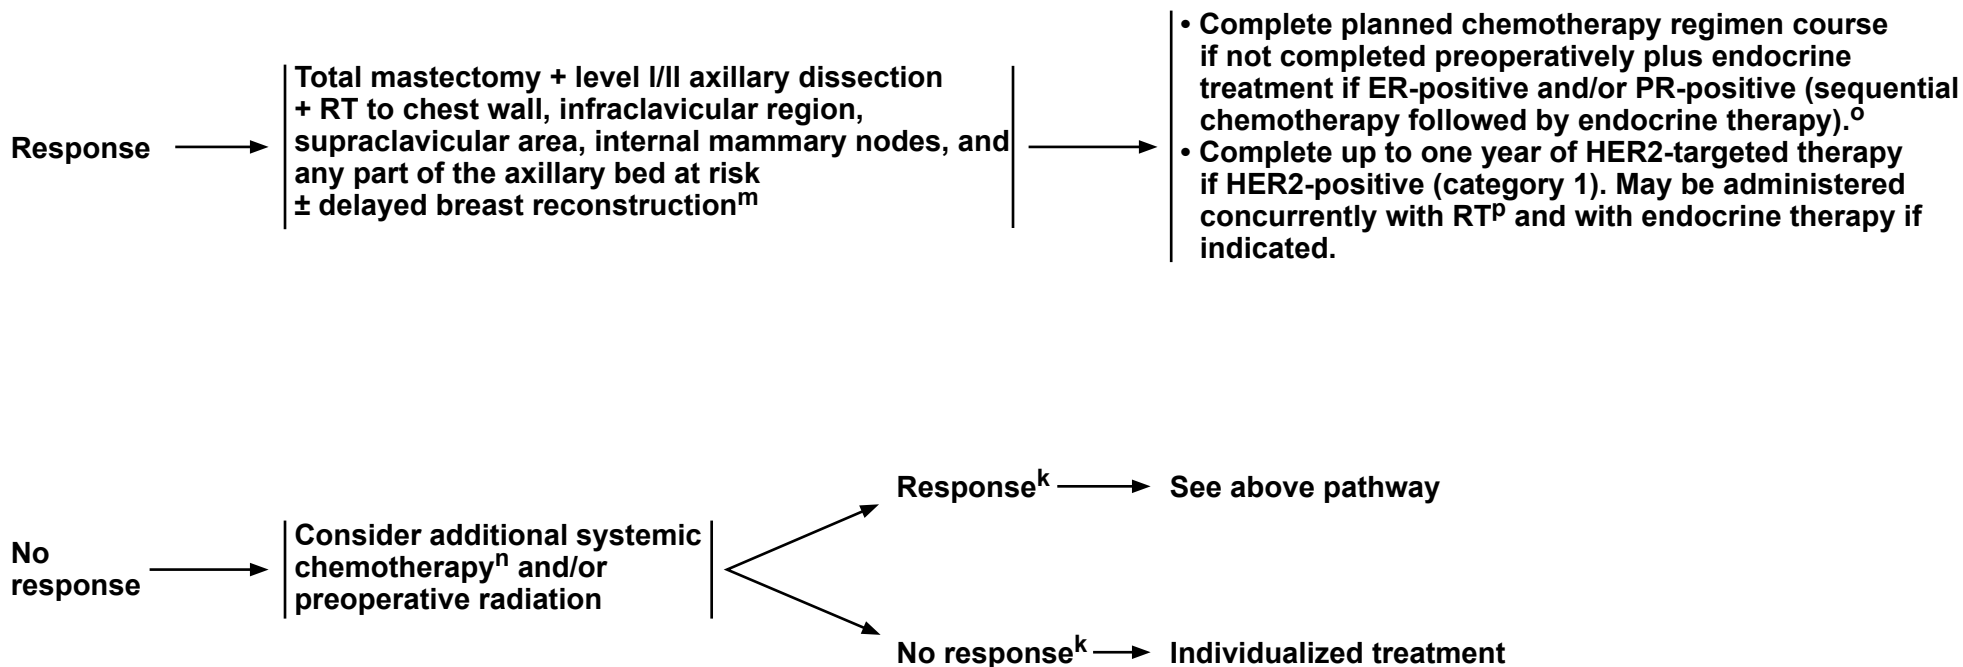 Response
Total mastectomy + level I/II axillary dissection
+ RT to chest wall, infraclavicular region,
supraclavicular area, internal mammary nodes, and
any part of the axillary bed at risk
± delayed breast reconstructionᵐ
• Complete planned chemotherapy regimen course
if not completed preoperatively plus endocrine
treatment if ER-positive and/or PR-positive (sequential
chemotherapy followed by endocrine therapy).ᵒ
• Complete up to one year of HER2-targeted therapy
if HER2-positive (category 1). May be administered
concurrently with RTᵖ and with endocrine therapy if
indicated.
No
response
Consider additional systemic
chemotherapyⁿ and/or
preoperative radiation
Responseᵏ
See above pathway
No responseᵏ
Individualized treatment